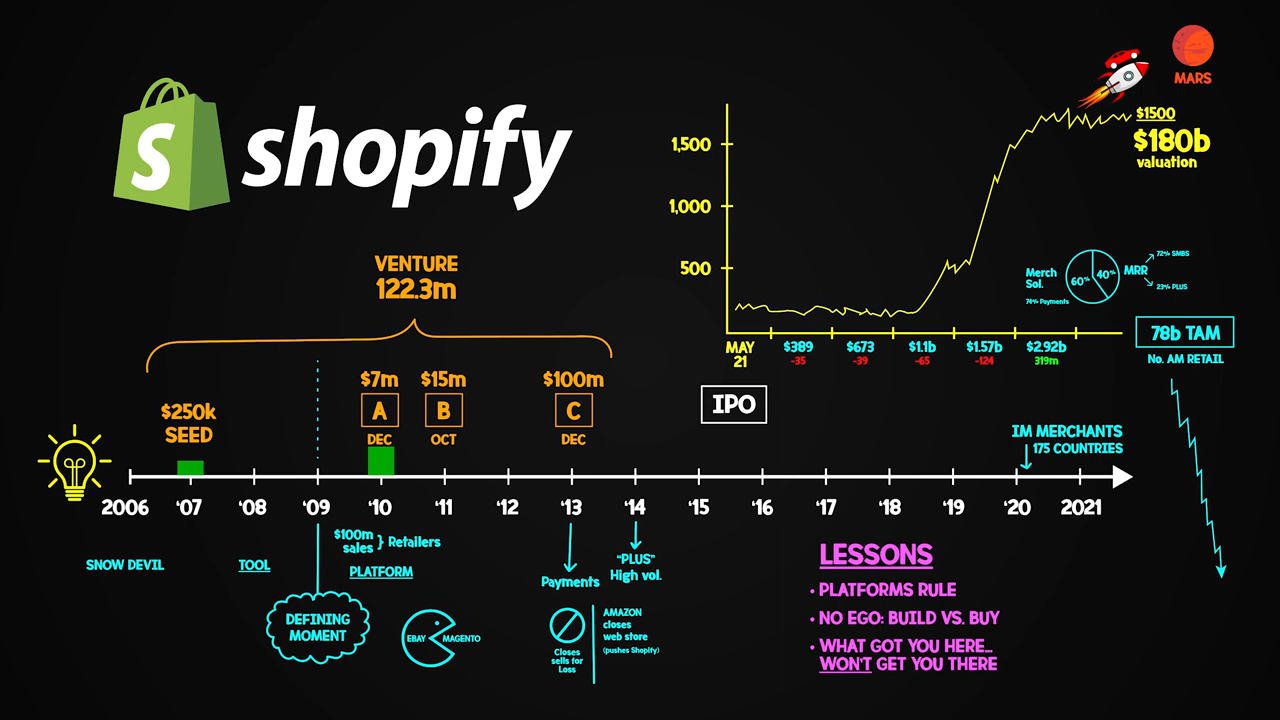 S shopify
MARS
$1500
$180b
valuation
1,500
1,000
500
MAY
21
$389
-35
$673
-39
$1.1b
-65
$1.57b
-124
$2.92b
319m
Merch
Sol.
74% Payments
60%
40%
MRR
72% SMBS
23% PLUS
78b TAM
No. AM RETAIL
IPO
VENTURE
122.3m
$250k
SEED
$7m
A
DEC
$15m
B
OCT
$100m
C
DEC
IM MERCHANTS
175 COUNTRIES
2006 '07 '08 '09 '10 '11 '12 '13 '14 '15 '16 '17 '18 '19 '20 2021
SNOW DEVIL
TOOL
$100m
sales } Retailers
PLATFORM
DEFINING
MOMENT
EBAY MAGENTO
Payments
"PLUS"
High vol.
Closes
sells for
Loss
AMAZON
closes
web store
(pushes Shopify)
LESSONS
• PLATFORMS RULE
• NO EGO: BUILD VS. BUY
• WHAT GOT YOU HERE...
WON'T GET YOU THERE